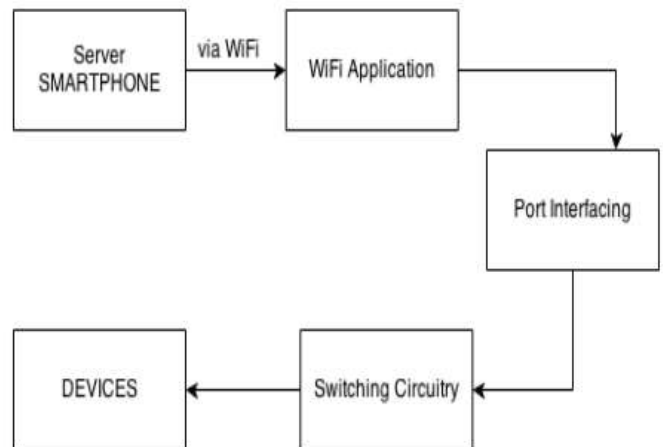 Server
SMARTPHONE
via WiFi
WiFi Application
Port Interfacing
DEVICES
Switching Circuitry